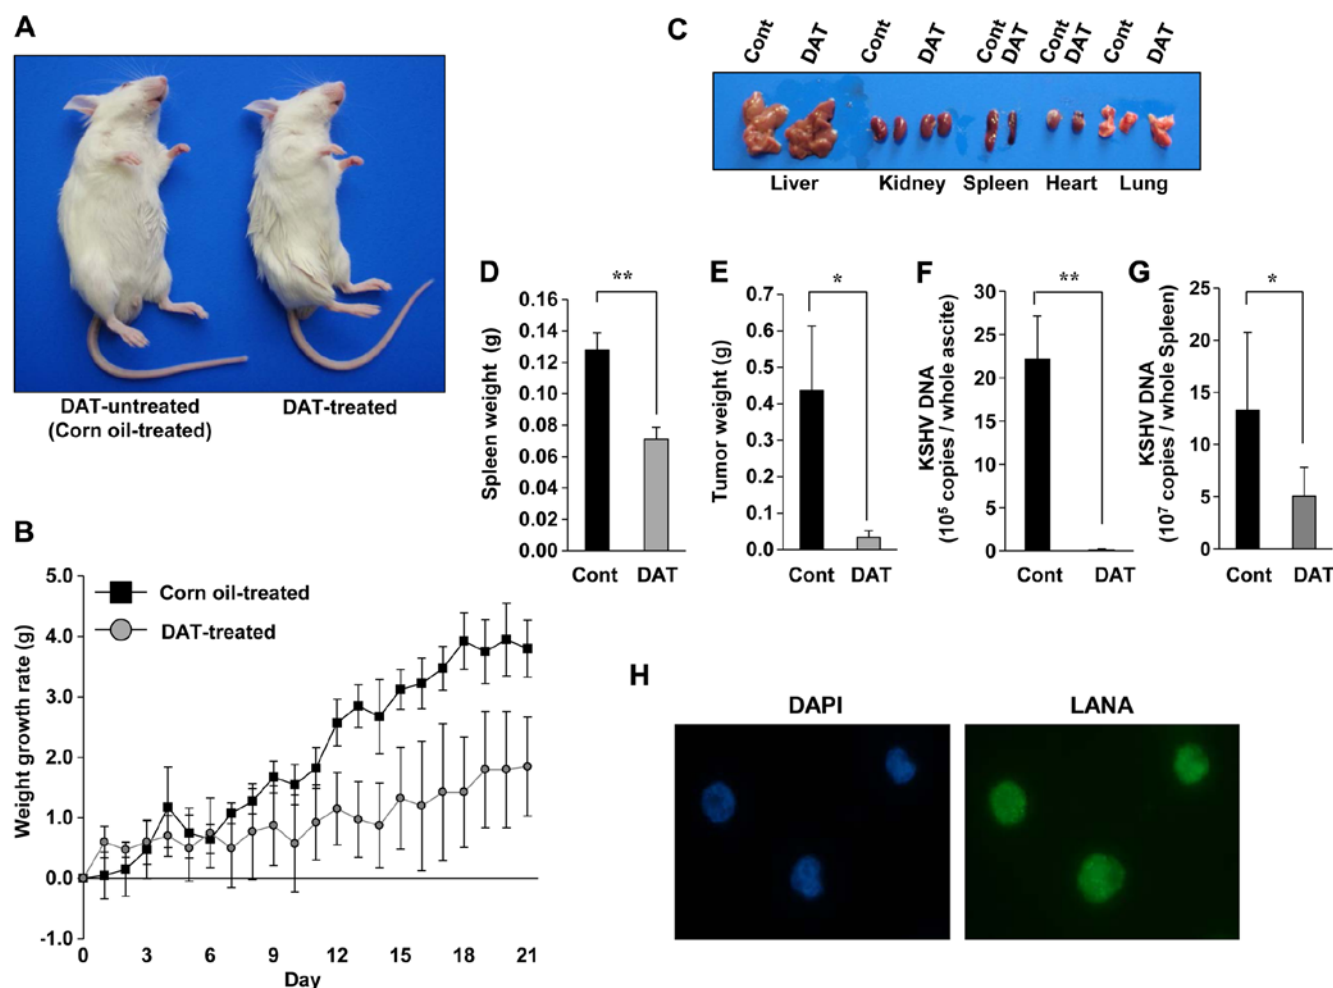 A
DAT-untreated
(Corn oil-treated)
DAT-treated
B
5.0
4.0
3.0
2.0
1.0
0.0
-1.0
Weight growth rate (g)
Corn oil-treated
DAT-treated
0 3 6 9 12 15 18 21
Day
C
Cont DAT Cont DAT Cont DAT Cont DAT Cont DAT
Liver Kidney Spleen Heart Lung
D
**
Spleen weight (g)
0.16
0.14
0.12
0.10
0.08
0.06
0.04
0.02
0.00
Cont DAT
E
*
Tumor weight (g)
0.7
0.6
0.5
0.4
0.3
0.2
0.1
0.0
Cont DAT
F
**
KSHV DNA
(10⁵ copies / whole ascite)
30
25
20
15
10
5
0
Cont DAT
G
*
KSHV DNA
(10⁷ copies / whole Spleen)
25
20
15
10
5
0
Cont DAT
H
DAPI LANA